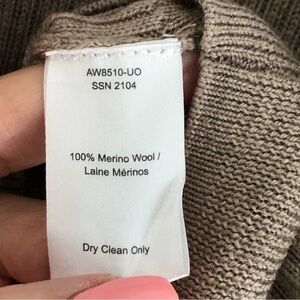 AW8510-UO
SSN 2104
100% Merino Wool /
Laine Mérinos
Dry Clean Only